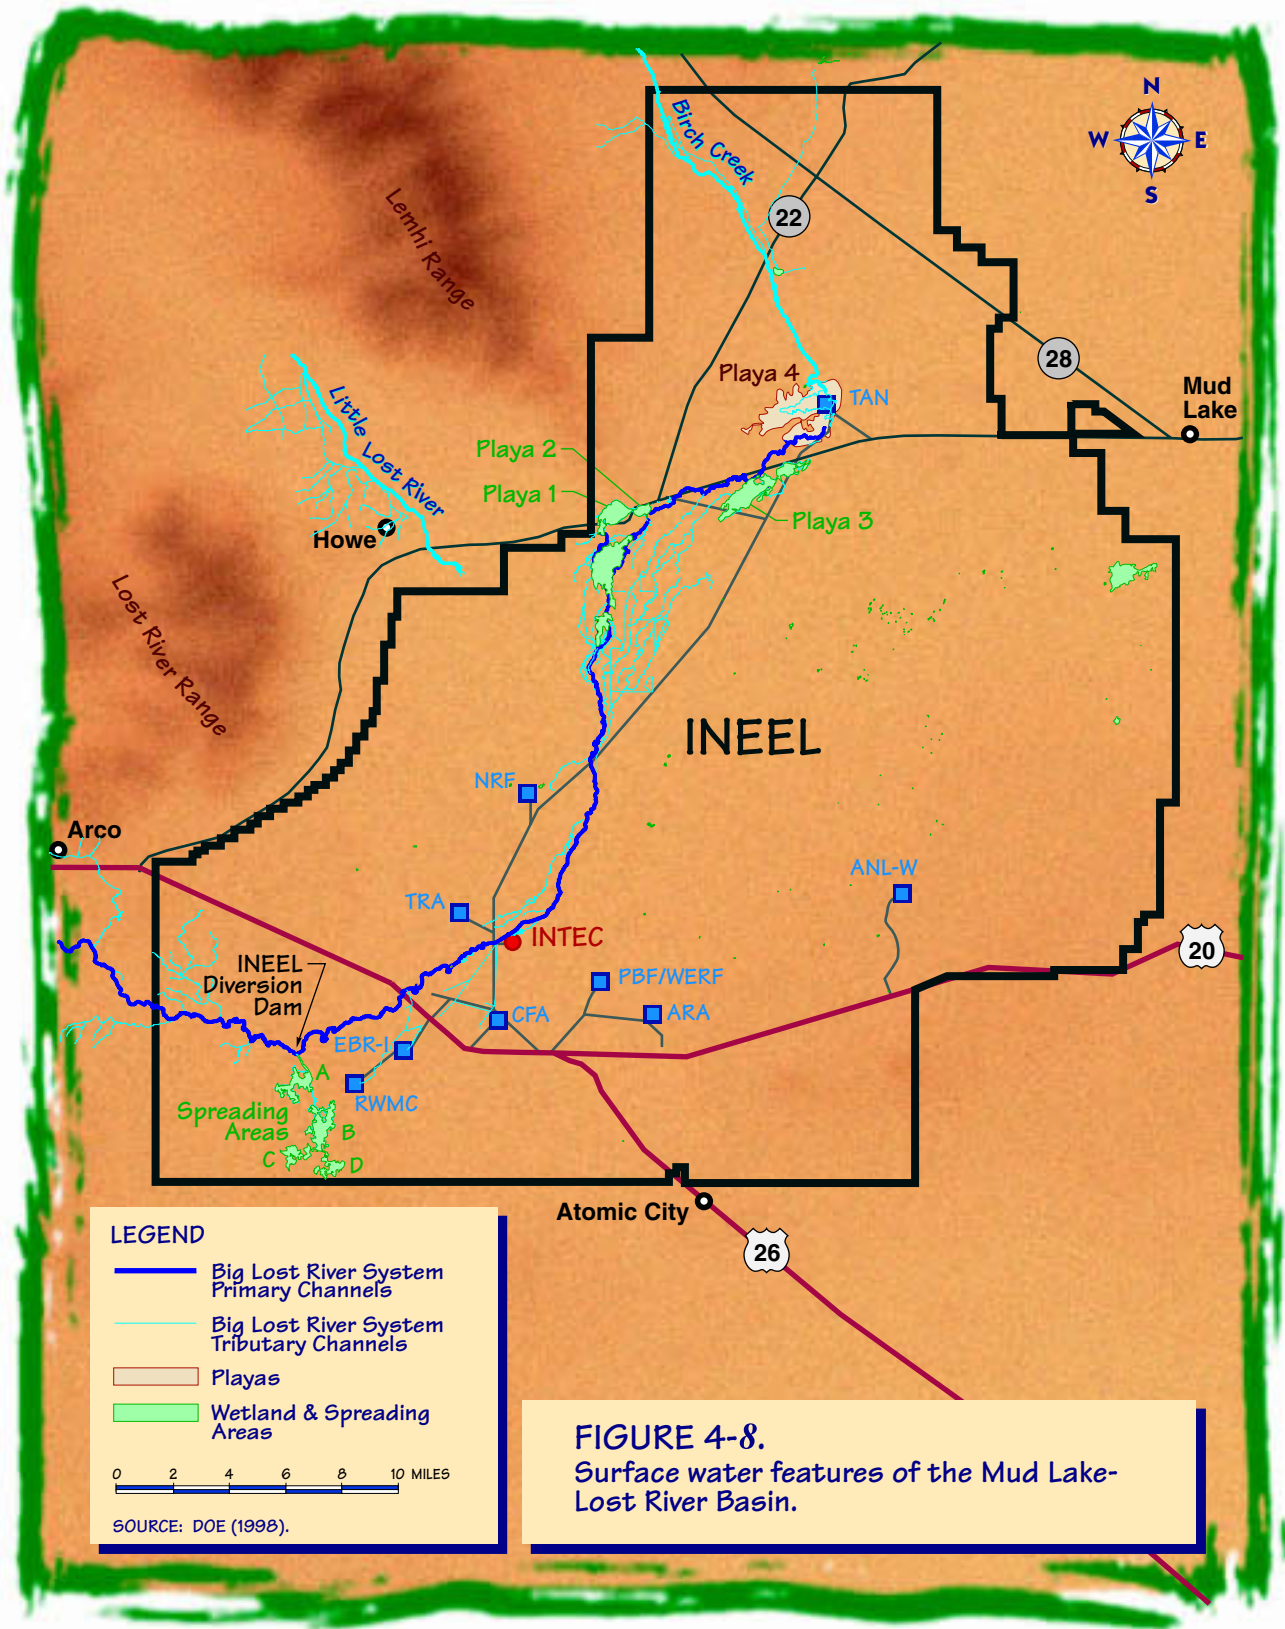 N
W
E
S
Birch Creek
22
Lemhi Range
28
Mud
Lake
Playa 4
TAN
Little Lost River
Playa 2
Playa 1
Playa 3
Howe
Lost River Range
INEEL
NRF
Arco
ANL-W
TRA
INTEC
20
INEEL
Diversion
Dam
PBF/WERF
CFA
ARA
EBR-I
A
RWMC
Spreading
Areas
B
C
D
Atomic City
26
LEGEND
Big Lost River System
Primary Channels
Big Lost River System
Tributary Channels
Playas
Wetland & Spreading
Areas
0 2 4 6 8 10 MILES
SOURCE: DOE (1998).
FIGURE 4-8.
Surface water features of the Mud Lake-
Lost River Basin.